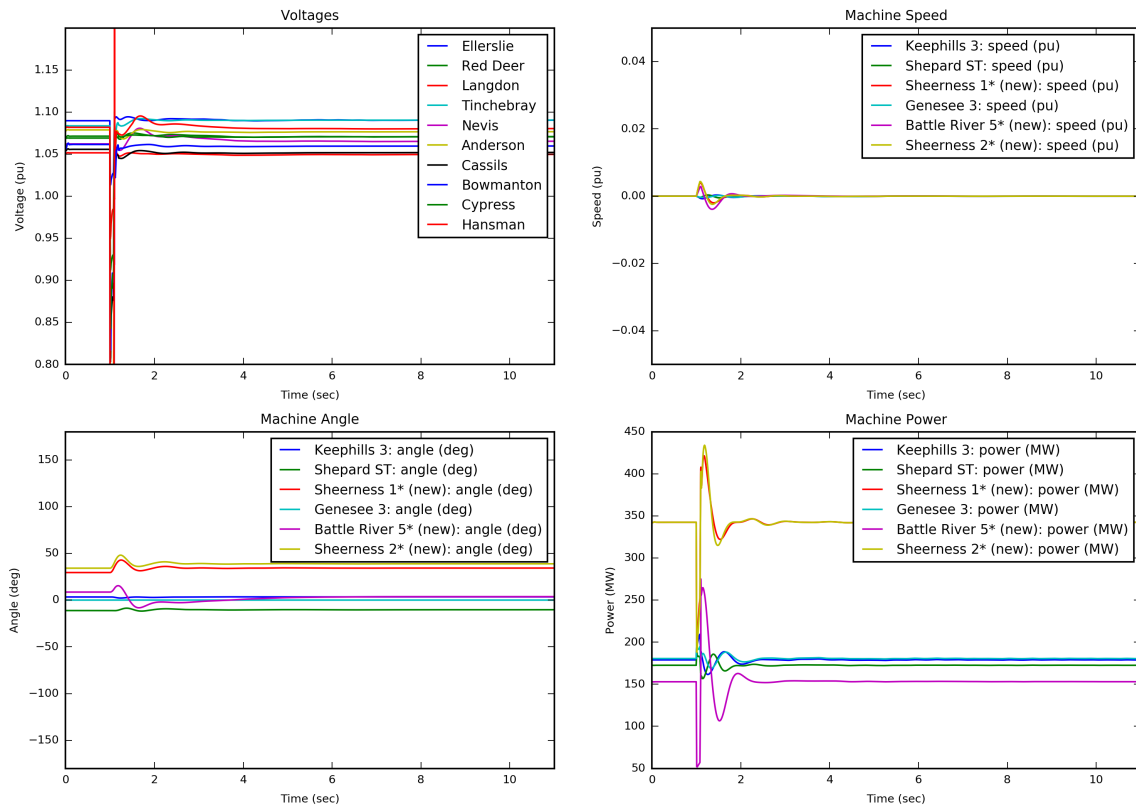 Voltages
Voltage (pu)
1.15
1.10
1.05
1.00
0.95
0.90
0.85
0.80
Ellerslie
Red Deer
Langdon
Tinchebray
Nevis
Anderson
Cassils
Bowmanton
Cypress
Hansman
0 2 4 6 8 10
Time (sec)
Machine Speed
Speed (pu)
0.04
0.02
0.00
−0.02
−0.04
Keephills 3: speed (pu)
Shepard ST: speed (pu)
Sheerness 1* (new): speed (pu)
Genesee 3: speed (pu)
Battle River 5* (new): speed (pu)
Sheerness 2* (new): speed (pu)
0 2 4 6 8 10
Time (sec)
Machine Angle
Angle (deg)
150
100
50
0
−50
−100
−150
Keephills 3: angle (deg)
Shepard ST: angle (deg)
Sheerness 1* (new): angle (deg)
Genesee 3: angle (deg)
Battle River 5* (new): angle (deg)
Sheerness 2* (new): angle (deg)
0 2 4 6 8 10
Time (sec)
Machine Power
Power (MW)
450
400
350
300
250
200
150
100
50
Keephills 3: power (MW)
Shepard ST: power (MW)
Sheerness 1* (new): power (MW)
Genesee 3: power (MW)
Battle River 5* (new): power (MW)
Sheerness 2* (new): power (MW)
0 2 4 6 8 10
Time (sec)